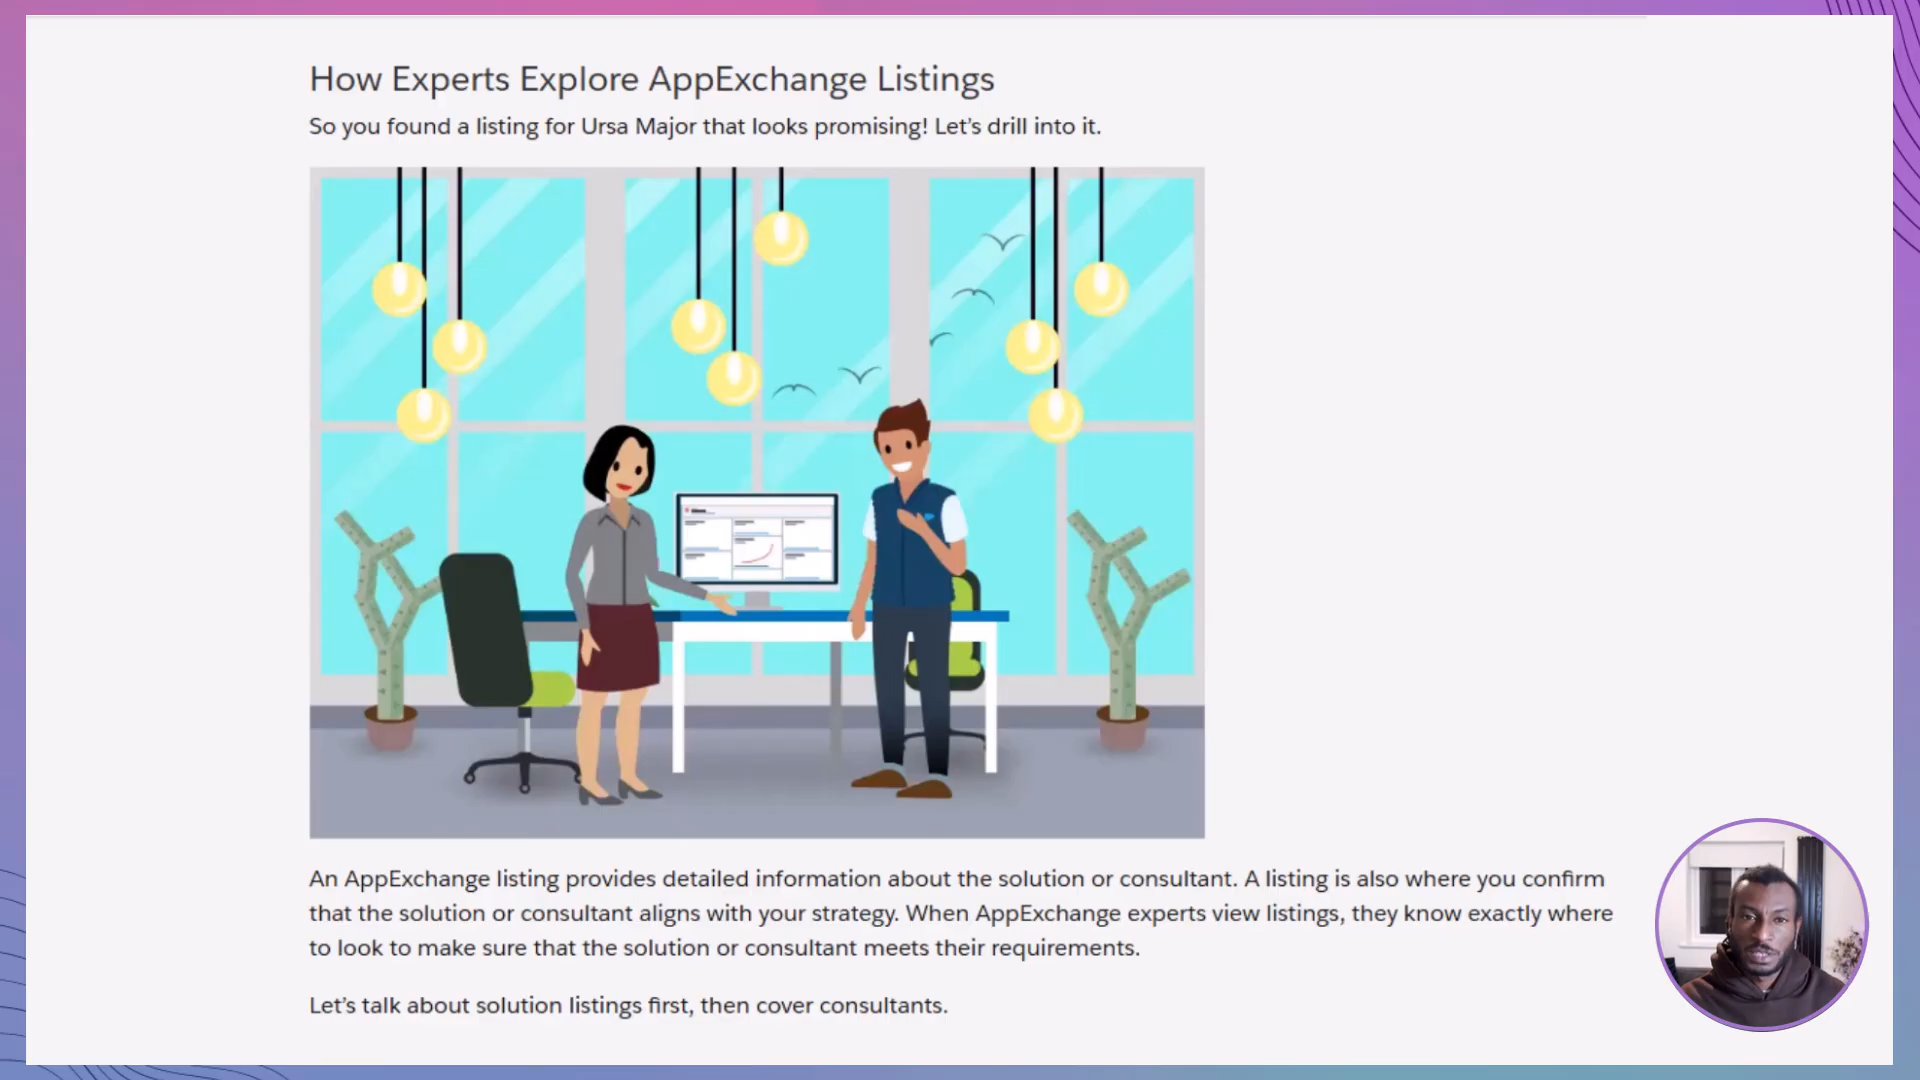 How Experts Explore AppExchange Listings
So you found a listing for Ursa Major that looks promising! Let’s drill into it.
An AppExchange listing provides detailed information about the solution or consultant. A listing is also where you confirm
that the solution or consultant aligns with your strategy. When AppExchange experts view listings, they know exactly where
to look to make sure that the solution or consultant meets their requirements.
Let’s talk about solution listings first, then cover consultants.